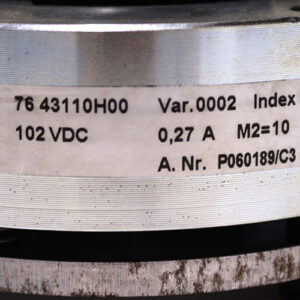 76 43110H00 Var.0002 Index
102 VDC 0,27 A M2=10
A. Nr. P060189/C3